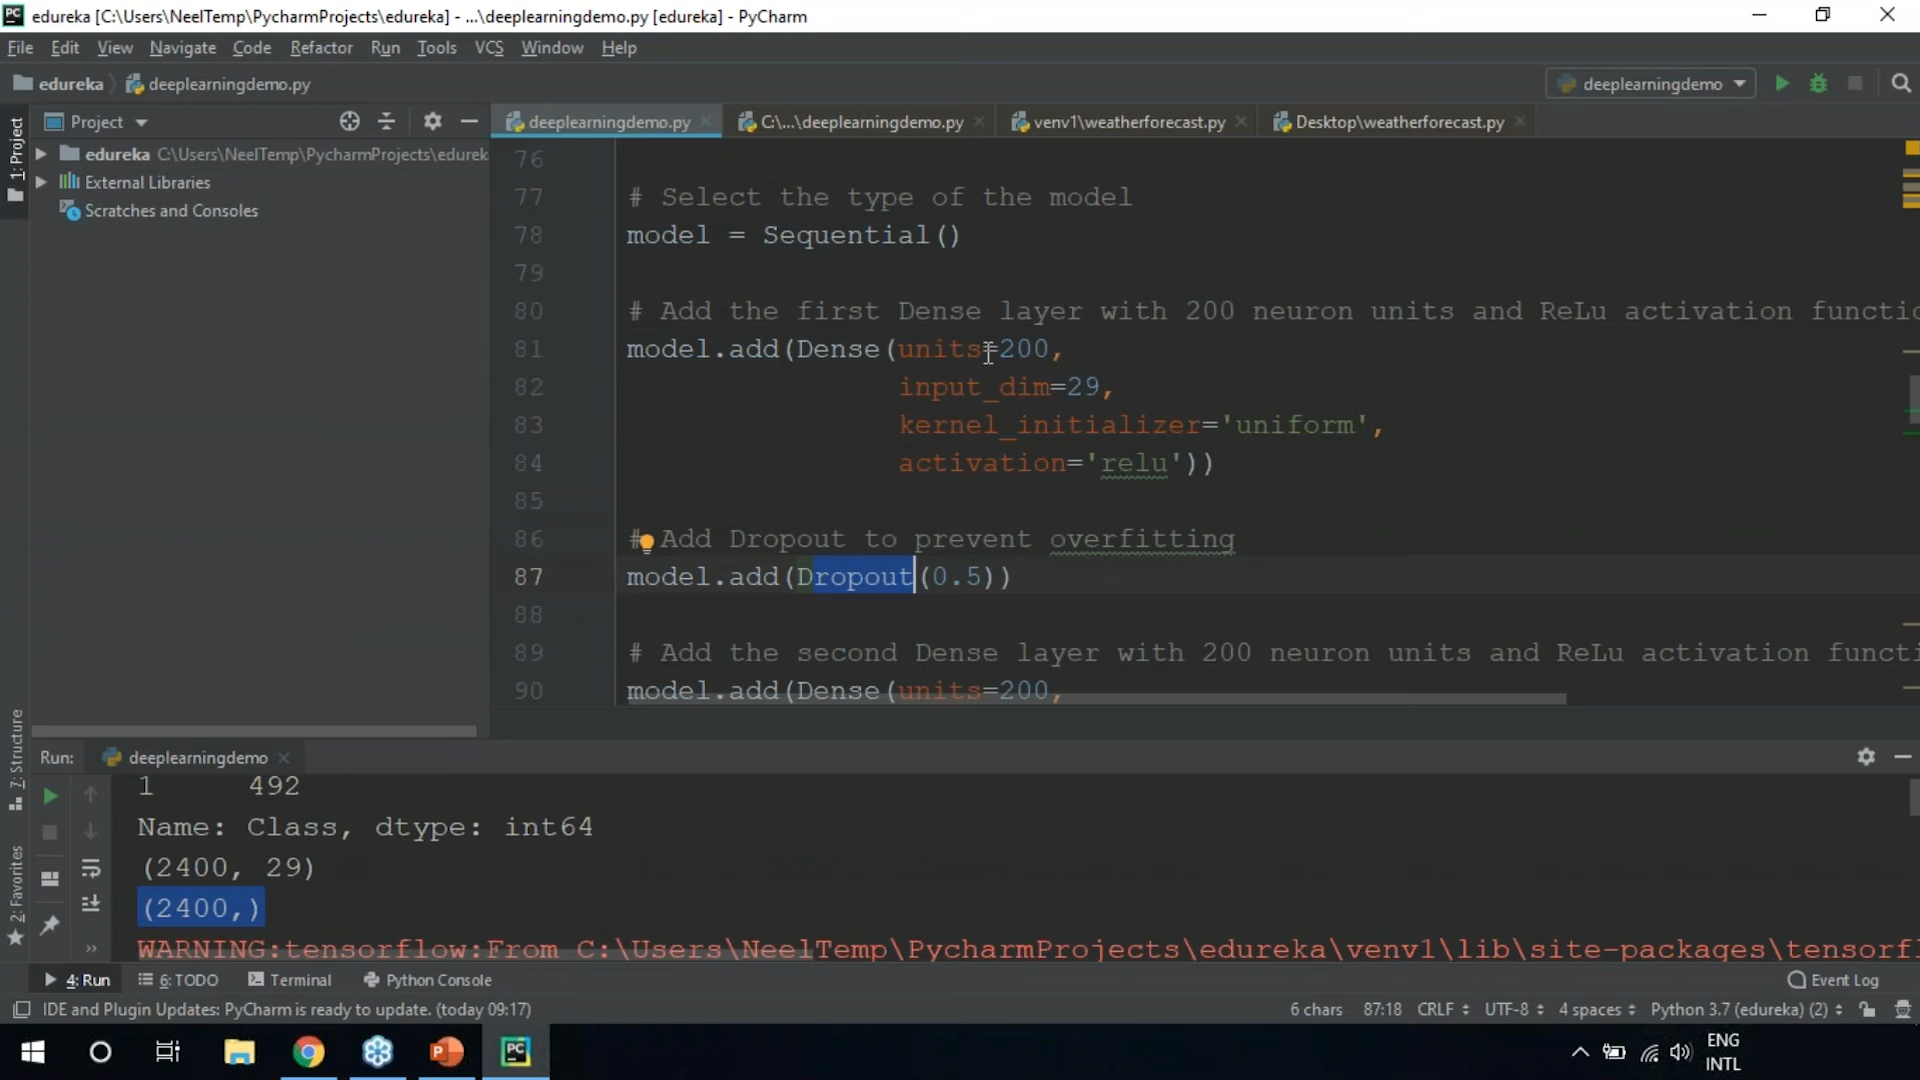 edureka [C:\Users\NeelTemp\PycharmProjects\edureka] - ...\deeplearningdemo.py [edureka] - PyCharm
File Edit View Navigate Code Refactor Run Tools VCS Window Help
edureka deeplearningdemo.py deeplearningdemo
Project deeplearningdemo.py C:\...\deeplearningdemo.py venv1\weatherforecast.py Desktop\weatherforecast.py
1: Project
edureka C:\Users\NeelTemp\PycharmProjects\edurek
External Libraries
Scratches and Consoles
76
77 # Select the type of the model
78 model = Sequential()
79
80 # Add the first Dense layer with 200 neuron units and ReLu activation functio
81 model.add(Dense(units=200,
82 input_dim=29,
83 kernel_initializer='uniform',
84 activation='relu'))
85
86 # Add Dropout to prevent overfitting
87 model.add(Dropout(0.5))
88
89 # Add the second Dense layer with 200 neuron units and ReLu activation functi
90 model.add(Dense(units=200,
7: Structure
2: Favorites
Run: deeplearningdemo
1 492
Name: Class, dtype: int64
(2400, 29)
(2400,)
WARNING:tensorflow:From C:\Users\NeelTemp\PycharmProjects\edureka\venv1\lib\site-packages\tensorfl
4: Run 6: TODO Terminal Python Console Event Log
IDE and Plugin Updates: PyCharm is ready to update. (today 09:17) 6 chars 87:18 CRLF UTF-8 4 spaces Python 3.7 (edureka) (2)
ENG
INTL